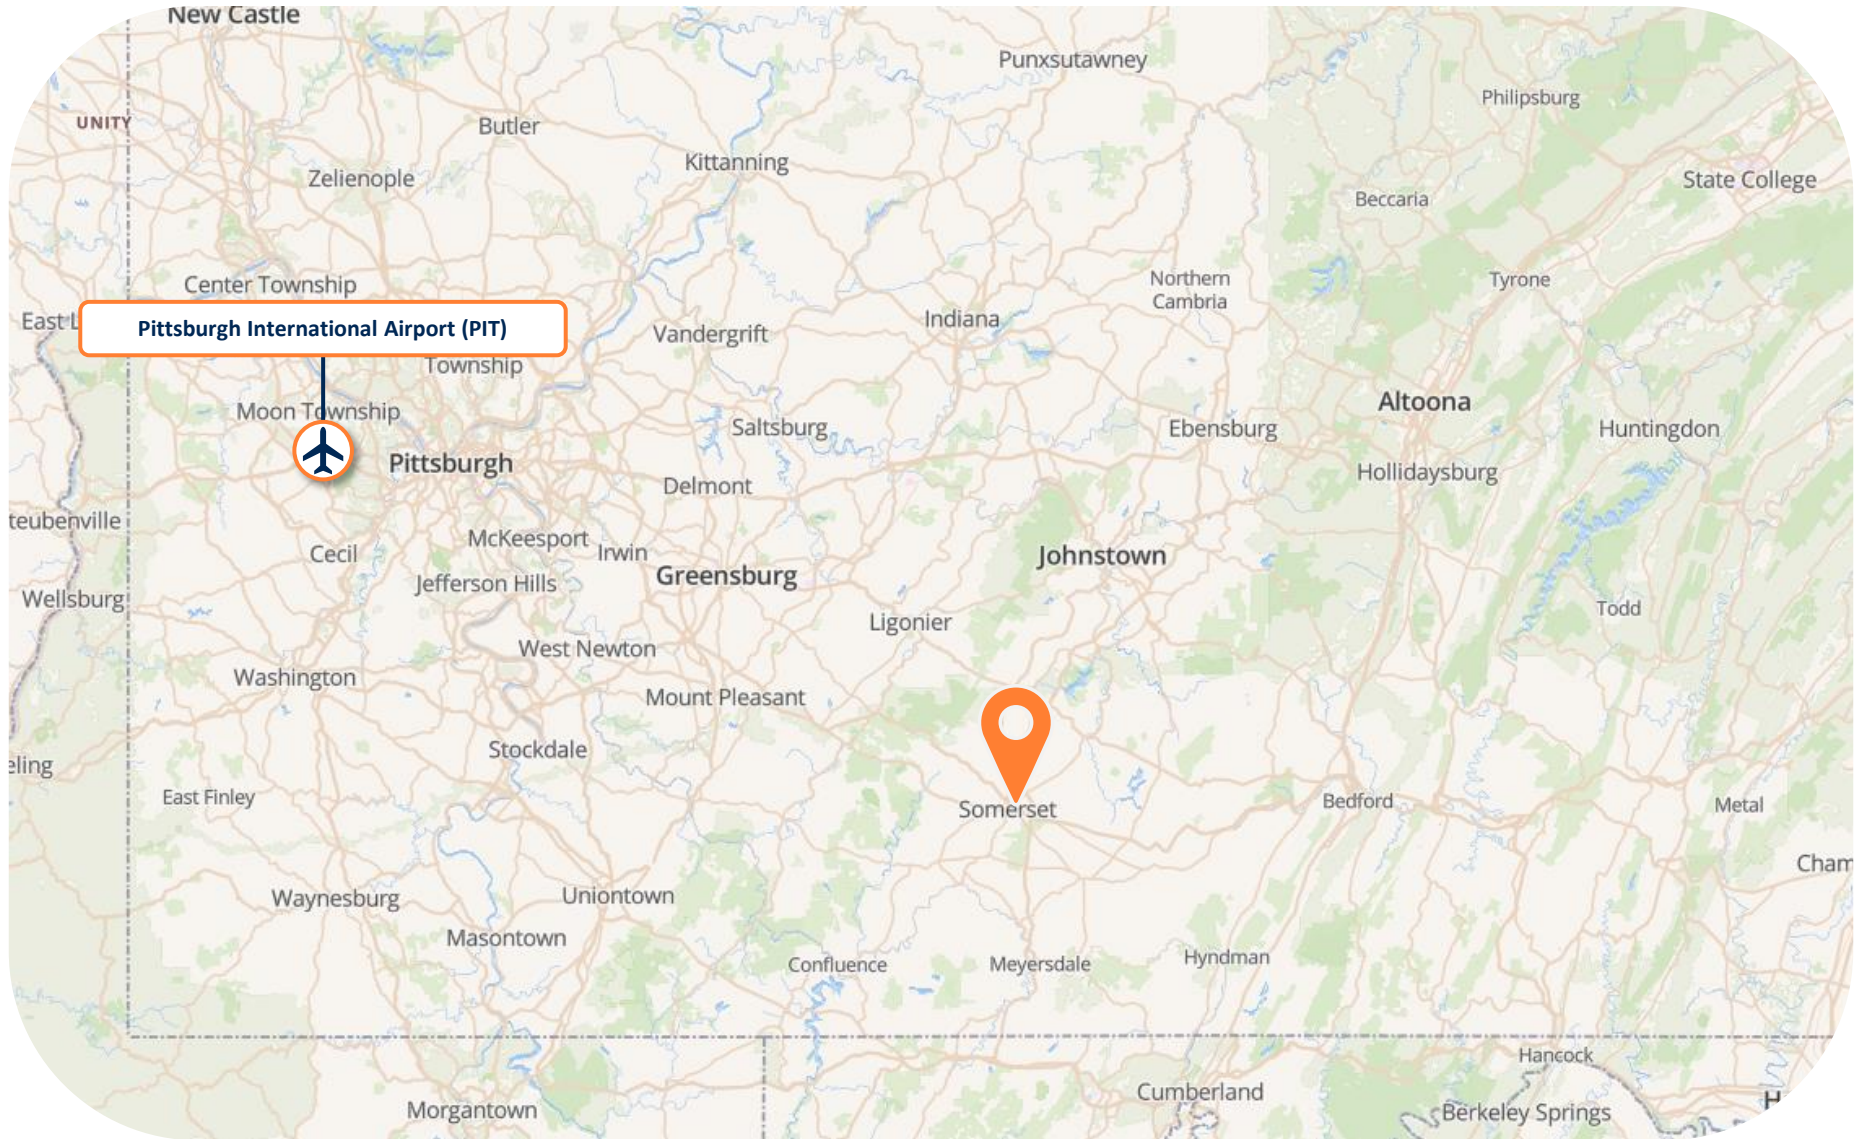 New Castle
Punxsutawney
Philipsburg
UNITY
Butler
Kittanning
Zelienople
State College
Beccaria
Center Township
Northern
Cambria
Tyrone
East L
Pittsburgh International Airport (PIT)
Indiana
Vandergrift
Township
Altoona
Moon Township
Saltsburg
Ebensburg
Huntingdon
Pittsburgh
Hollidaysburg
Delmont
teubenville
McKeesport
Irwin
Cecil
Johnstown
Greensburg
Jefferson Hills
Wellsburg
Todd
Ligonier
West Newton
Washington
Mount Pleasant
Stockdale
eling
East Finley
Somerset
Bedford
Metal
Cham
Waynesburg
Uniontown
Masontown
Confluence
Meyersdale
Hyndman
Hancock
Cumberland
Morgantown
Berkeley Springs
H